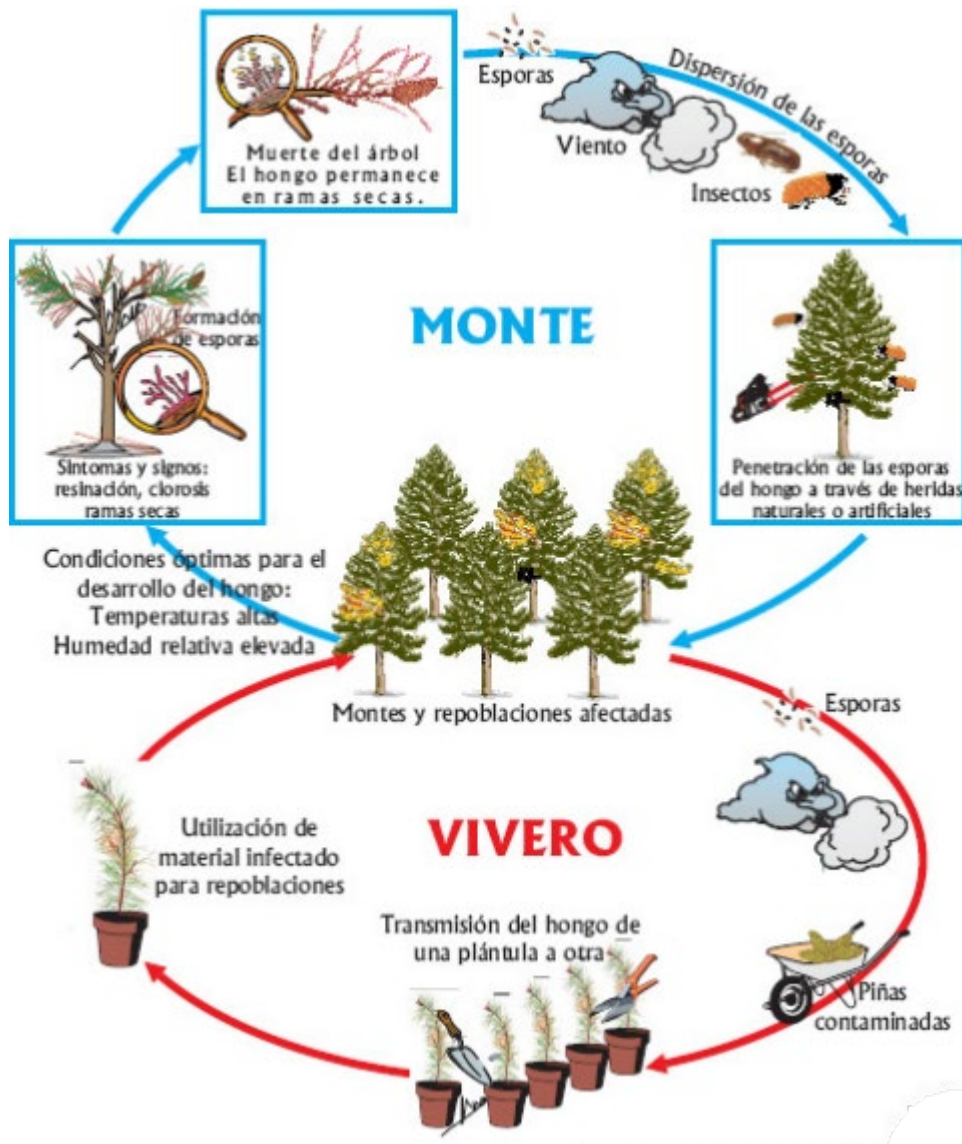 Esporas
Dispersión de las esporas
Viento
Insectos
Muerte del árbol
El hongo permanece
en ramas secas.
MONTE
Formación
de esporas
Síntomas y signos:
resinación, clorosis
ramas secas
Penetración de las esporas
del hongo a través de heridas
naturales o artificiales
Condiciones óptimas para el
desarrollo del hongo:
Temperaturas altas
Humedad relativa elevada
Montes y repoblaciones afectadas
Esporas
VIVERO
Utilización de
material infectado
para repoblaciones
Transmisión del hongo de
una plántula a otra
Piñas
contaminadas